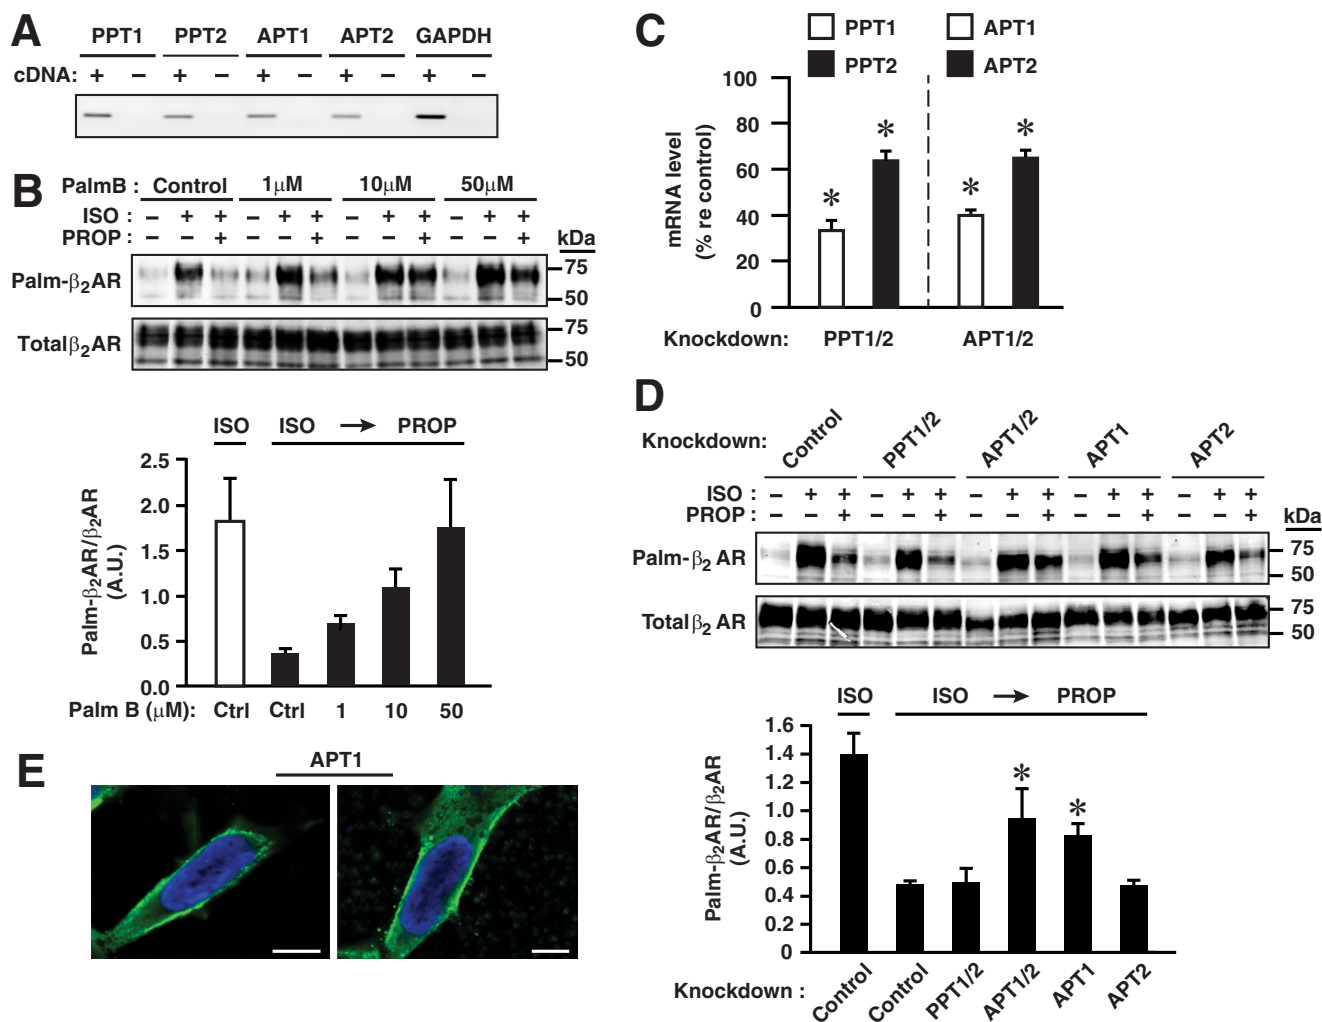 A
PPT1 PPT2 APT1 APT2 GAPDH
cDNA: + – + – + – + – + –
B
PalmB : Control 1μM 10μM 50μM
ISO : – + + – + + – + + – + +
PROP : – – + – – + – – + – – +
kDa
Palm-β2AR
75
50
Totalβ2AR
75
50
ISO ISO → PROP
Palm-β2AR/β2AR
(A.U.)
2.5
2.0
1.5
1.0
0.5
0.0
Palm B (μM): Ctrl Ctrl 1 10 50
C
PPT1 APT1
PPT2 APT2
mRNA level
(% re control)
100
80
60
40
20
0
* * * *
Knockdown: PPT1/2 APT1/2
D
Knockdown: Control PPT1/2 APT1/2 APT1 APT2
ISO : – + + – + + – + + – + + – + +
PROP : – – + – – + – – + – – + – – +
kDa
Palm-β2 AR
75
50
Totalβ2 AR
75
50
ISO ISO → PROP
Palm-β2AR/β2AR
(A.U.)
1.6
1.4
1.2
1.0
0.8
0.6
0.4
0.2
0
* *
Knockdown : Control Control PPT1/2 APT1/2 APT1 APT2
E
APT1